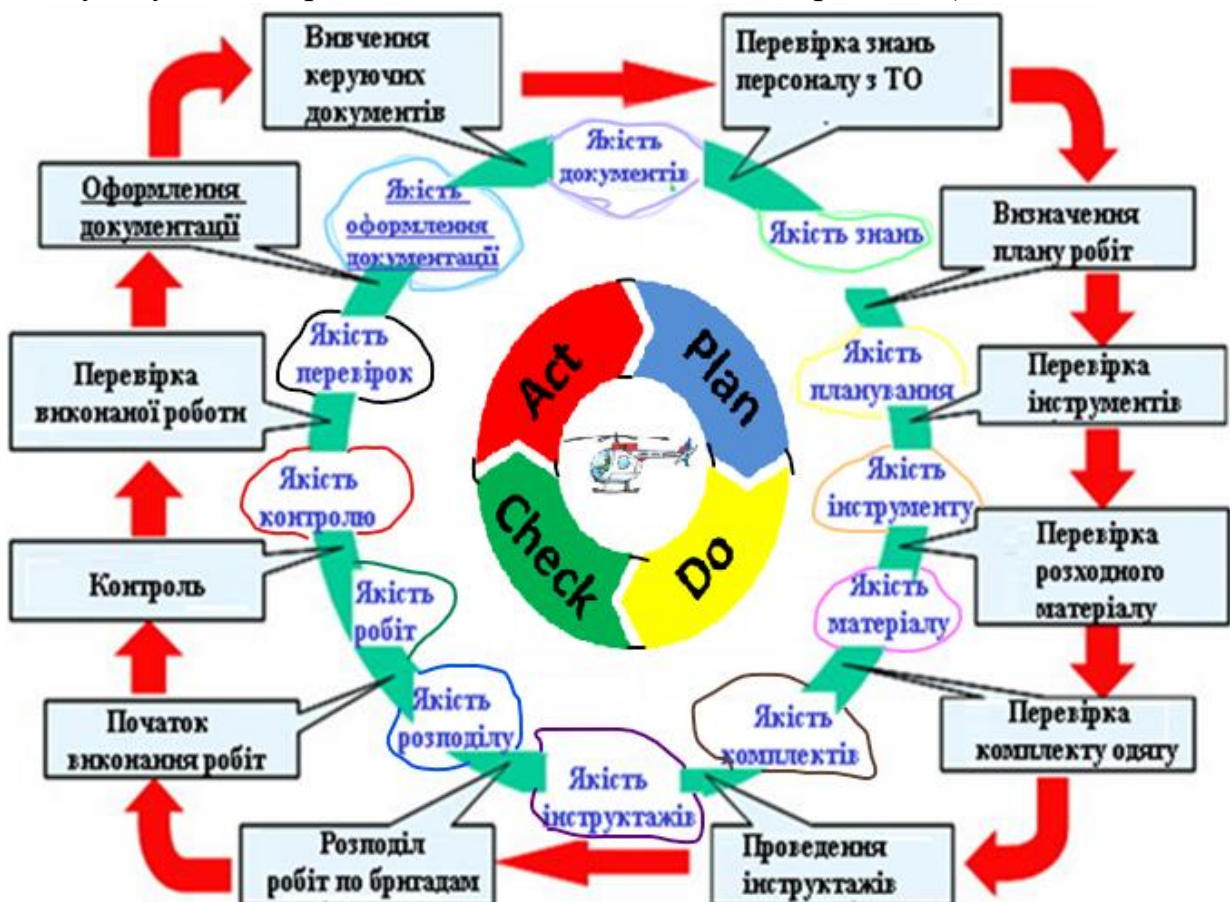 Вивчення
керуючих
документів
Перевірка знань
персоналу з ТО
Визначення
плану робіт
Перевірка
інструментів
Перевірка
розходного
матеріалу
Перевірка
комплекту одягу
Проведення
інструктажів
Розподіл
робіт по бригадам
Початок
виконання робіт
Контроль
Перевірка
виконаної роботи
Оформлення
документації
Якість
документів
Якість знань
Якість
планування
Якість
інструменту
Якість
матеріалу
Якість
комплектів
Якість
інструктажів
Якість
розподілу
Якість
робіт
Якість
контролю
Якість
перевірок
Якість
оформлення
документації
Act
Plan
Do
Check